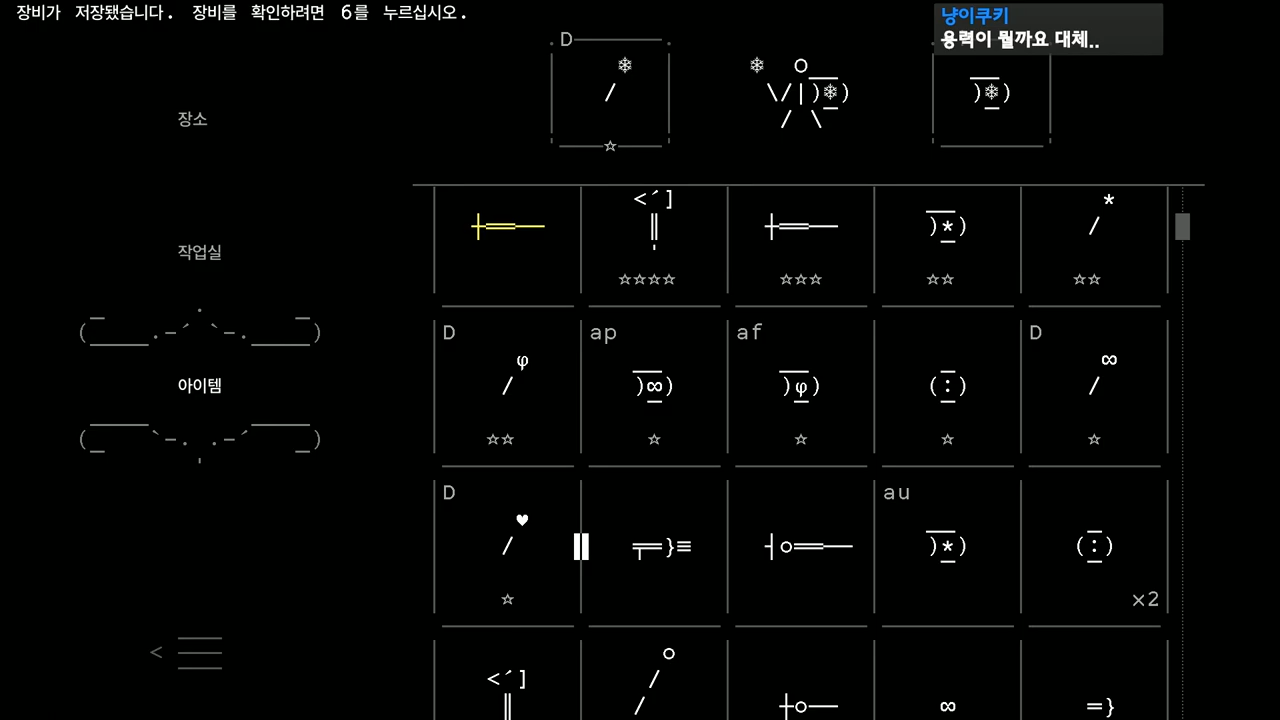 장비가 저장됐습니다. 장비를 확인하려면 6를 누르십시오.
냥이쿠키
용력이 뭘까요 대체..
D
장소
작업실
아이템
☆
☆☆☆☆
☆☆☆
☆☆
☆☆
D
ap
af
D
☆☆
☆
☆
☆
☆
D
au
☆
×2